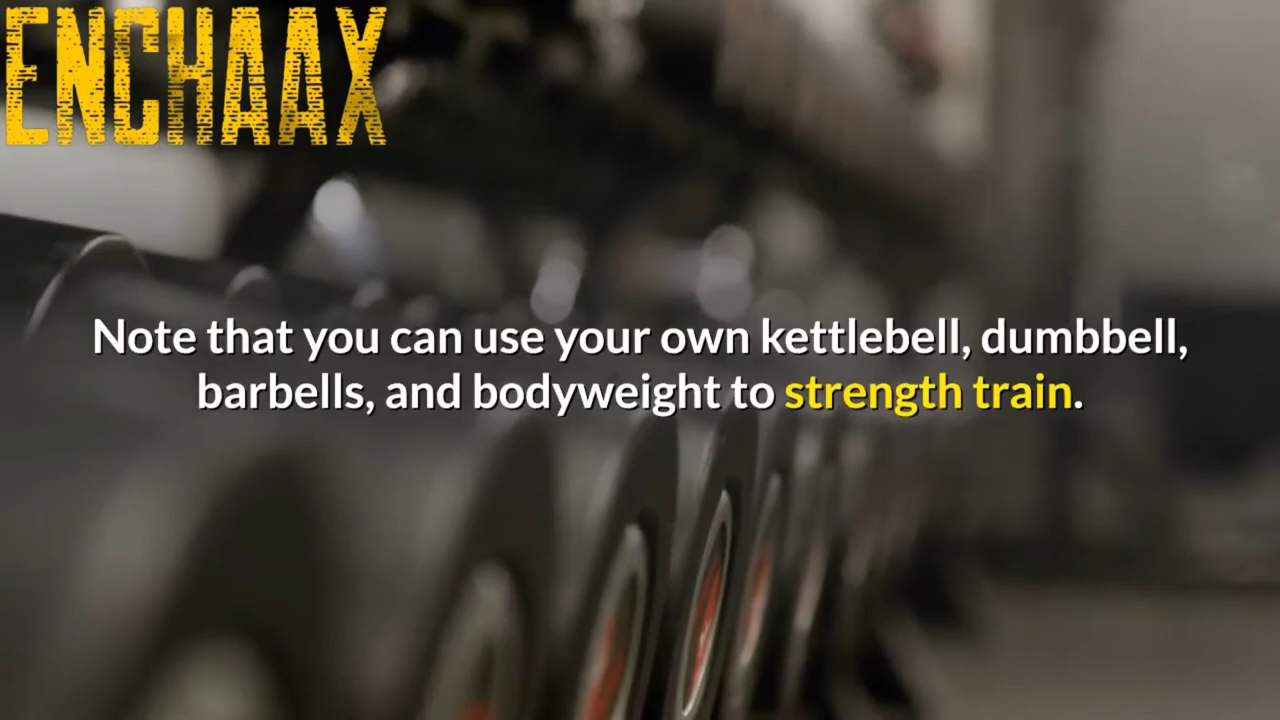 ENCHAAX
Note that you can use your own kettlebell, dumbbell,
barbells, and bodyweight to strength train.